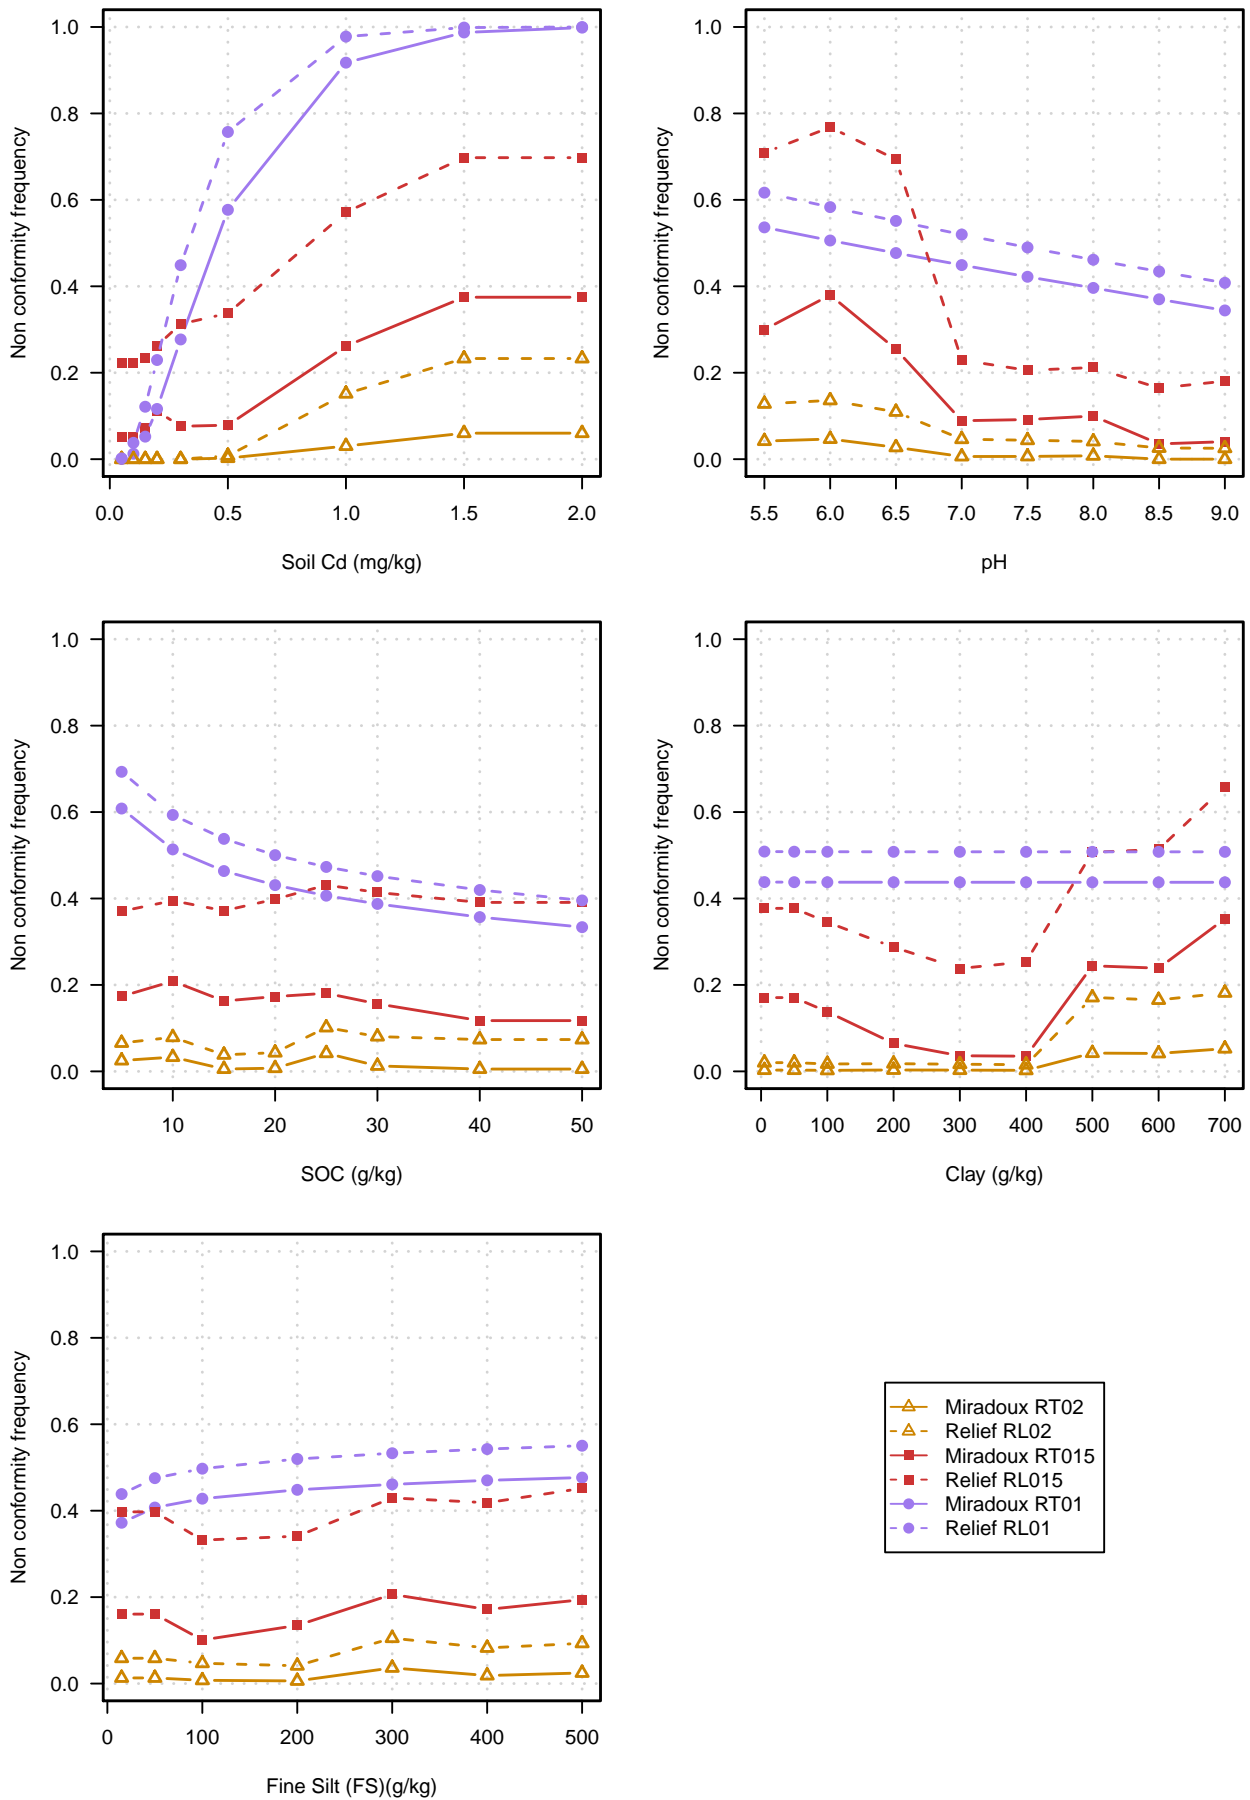 1.0
0.8
0.6
0.4
0.2
0.0
Non conformity frequency
0.0 0.5 1.0 1.5 2.0
Soil Cd (mg/kg)
1.0
0.8
0.6
0.4
0.2
0.0
Non conformity frequency
5.5 6.0 6.5 7.0 7.5 8.0 8.5 9.0
pH
1.0
0.8
0.6
0.4
0.2
0.0
Non conformity frequency
10 20 30 40 50
SOC (g/kg)
1.0
0.8
0.6
0.4
0.2
0.0
Non conformity frequency
0 100 200 300 400 500 600 700
Clay (g/kg)
1.0
0.8
0.6
0.4
0.2
0.0
Non conformity frequency
0 100 200 300 400 500
Fine Silt (FS)(g/kg)
Miradoux RT02
Relief RL02
Miradoux RT015
Relief RL015
Miradoux RT01
Relief RL01